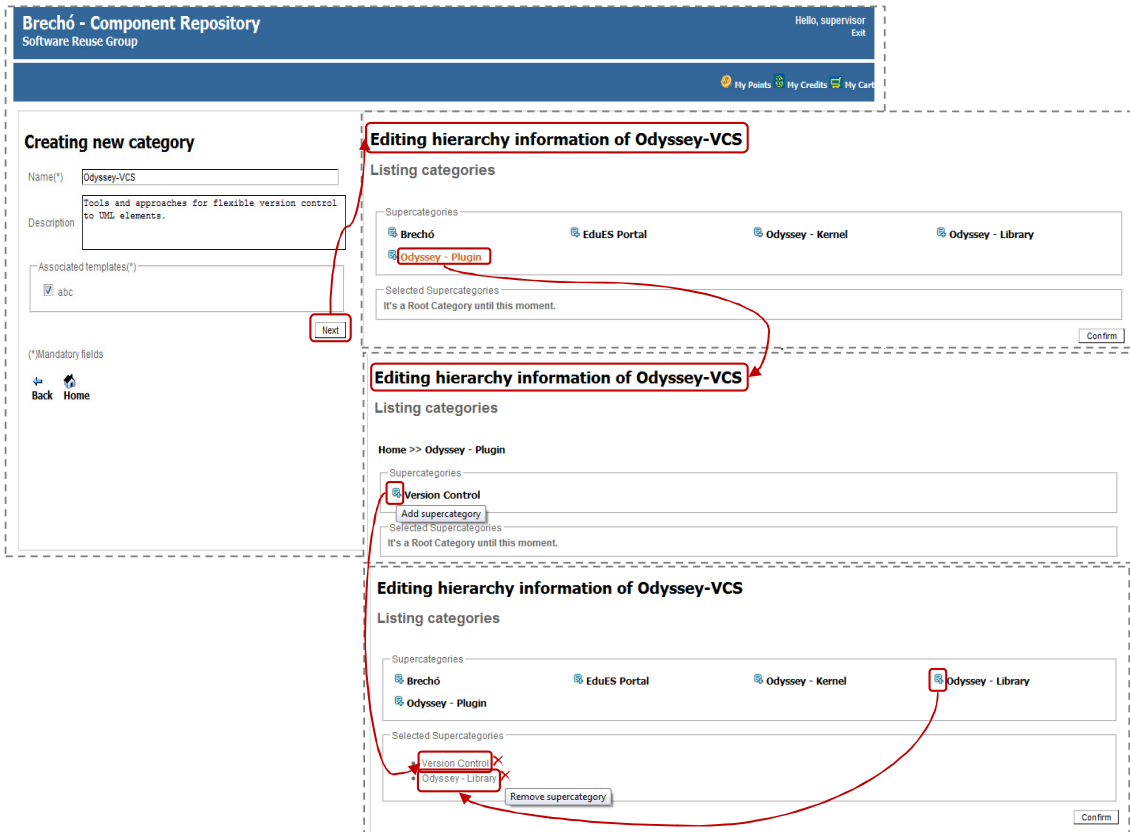 Brechó - Component Repository
Software Reuse Group
Hello, supervisor
Exit
My Points My Credits My Cart
Creating new category
Name(*) Odyssey-VCS
Description Tools and approaches for flexible version control
to UML elements.
Associated templates(*)
abc
Next
(*)Mandatory fields
Back Home
Editing hierarchy information of Odyssey-VCS
Listing categories
Supercategories
Brechó EduES Portal Odyssey - Kernel Odyssey - Library
Odyssey - Plugin
Selected Supercategories
It's a Root Category until this moment.
Confirm
Editing hierarchy information of Odyssey-VCS
Listing categories
Home >> Odyssey - Plugin
Supercategories
Version Control
Add supercategory
Selected Supercategories
It's a Root Category until this moment.
Editing hierarchy information of Odyssey-VCS
Listing categories
Supercategories
Brechó EduES Portal Odyssey - Kernel Odyssey - Library
Odyssey - Plugin
Selected Supercategories
Version Control
Odyssey - Library
Remove supercategory
Confirm